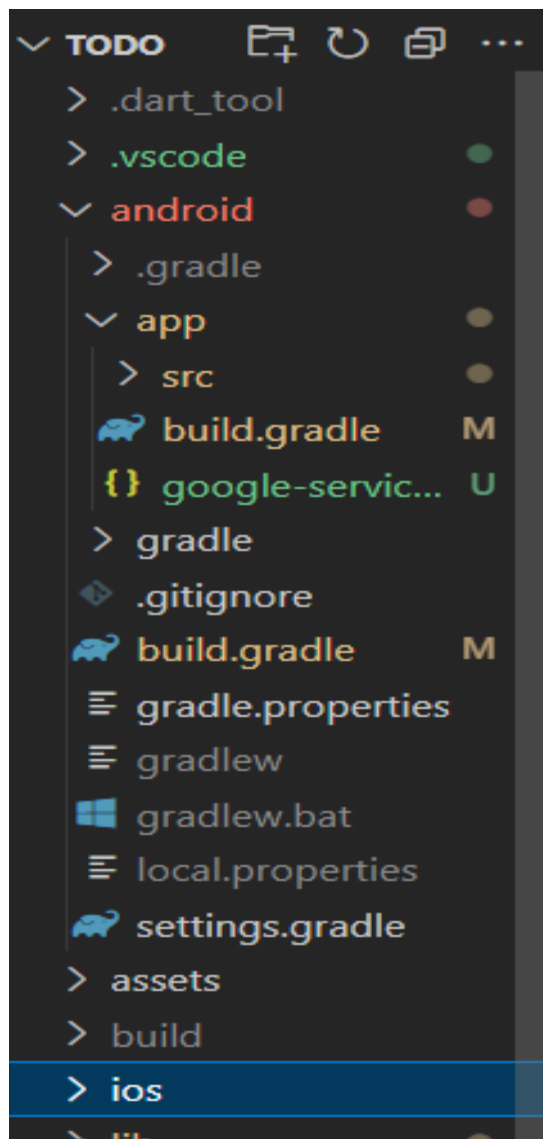 TODO
.dart_tool
.vscode
android
.gradle
app
src
build.gradle M
google-servic... U
gradle
.gitignore
build.gradle M
gradle.properties
gradlew
gradlew.bat
local.properties
settings.gradle
assets
build
ios